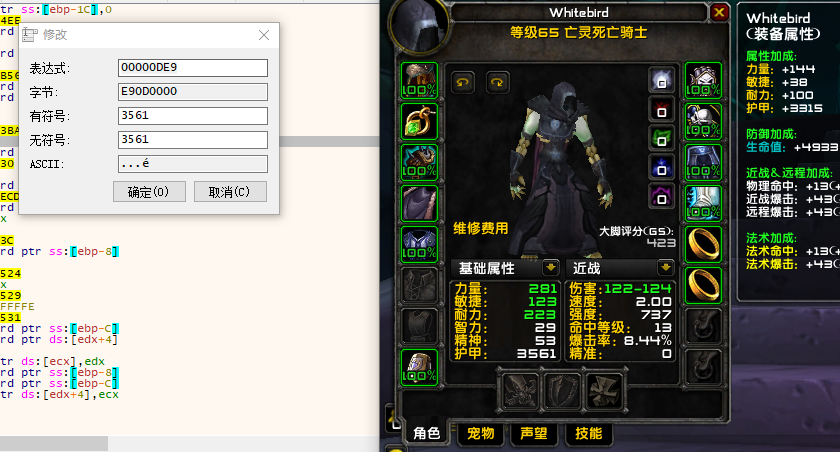 tr ss:[ebp-1C],0
4EE
rd
修改
rd
表达式: 00000DE9
B50
字节: E90D0000
rd
rd
有符号: 3561
3BA
无符号: 3561
rd
30
ASCII: ...é
rd
ECD
确定(O) 取消(C)
rd
x
3C
rd ptr ss:[ebp-8]
524
x
529
FFFFE
531
rd ptr ss:[ebp-C]
rd ptr ds:[edx+4]
tr ds:[ecx],edx
rd ptr ss:[ebp-8]
rd ptr ss:[ebp-C]
tr ds:[edx+4],ecx
Whitebird
等级65 亡灵死亡骑士
100%
100%
100%
100%
100%
100%
100%
100%
100%
0
0
0
0
0
维修费用
大脚评分(GS):
423
基础属性
力量: 281
敏捷: 123
耐力: 223
智力: 29
精神: 53
护甲: 3561
近战
伤害:122-124
速度: 2.00
强度: 737
命中等级: 13
爆击率: 8.44%
精准: 0
角色 宠物 声望 技能
Whitebird
(装备属性)
属性加成:
力量: +144
敏捷: +38
耐力: +100
护甲: +3315
防御加成:
生命值: +4933
近战&远程加成:
物理命中: +13(+
近战爆击: +43(
远程爆击: +43(
法术加成:
法术命中: +13(+
法术爆击: +43(